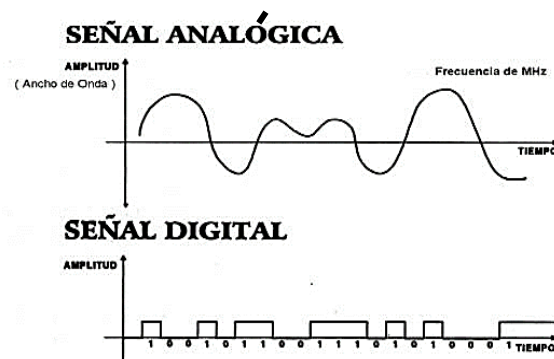 SEÑAL ANALÓGICA
AMPLITUD
( Ancho de Onda )
Frecuencia de MHz
TIEMPO
SEÑAL DIGITAL
AMPLITUD
1 0 0 1 0 1 1 0 0 1 1 1 0 1 0 1 0 0 0 1
TIEMPO